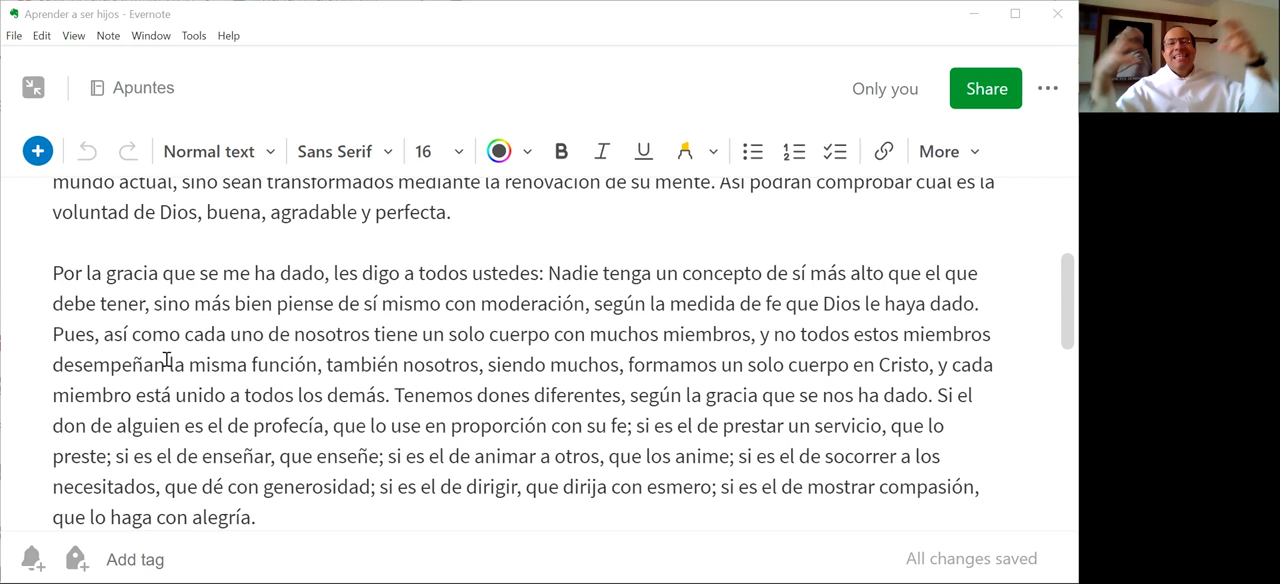 Aprender a ser hijos - Evernote
File Edit View Note Window Tools Help
Apuntes
Only you
Share
Normal text
Sans Serif
16
B
I
U
More
mundo actual, sino sean transformados mediante la renovación de su mente. Así podrán comprobar cuál es la
voluntad de Dios, buena, agradable y perfecta.
Por la gracia que se me ha dado, les digo a todos ustedes: Nadie tenga un concepto de sí más alto que el que
debe tener, sino más bien piense de sí mismo con moderación, según la medida de fe que Dios le haya dado.
Pues, así como cada uno de nosotros tiene un solo cuerpo con muchos miembros, y no todos estos miembros
desempeñan la misma función, también nosotros, siendo muchos, formamos un solo cuerpo en Cristo, y cada
miembro está unido a todos los demás. Tenemos dones diferentes, según la gracia que se nos ha dado. Si el
don de alguien es el de profecía, que lo use en proporción con su fe; si es el de prestar un servicio, que lo
preste; si es el de enseñar, que enseñe; si es el de animar a otros, que los anime; si es el de socorrer a los
necesitados, que dé con generosidad; si es el de dirigir, que dirija con esmero; si es el de mostrar compasión,
que lo haga con alegría.
Add tag
All changes saved